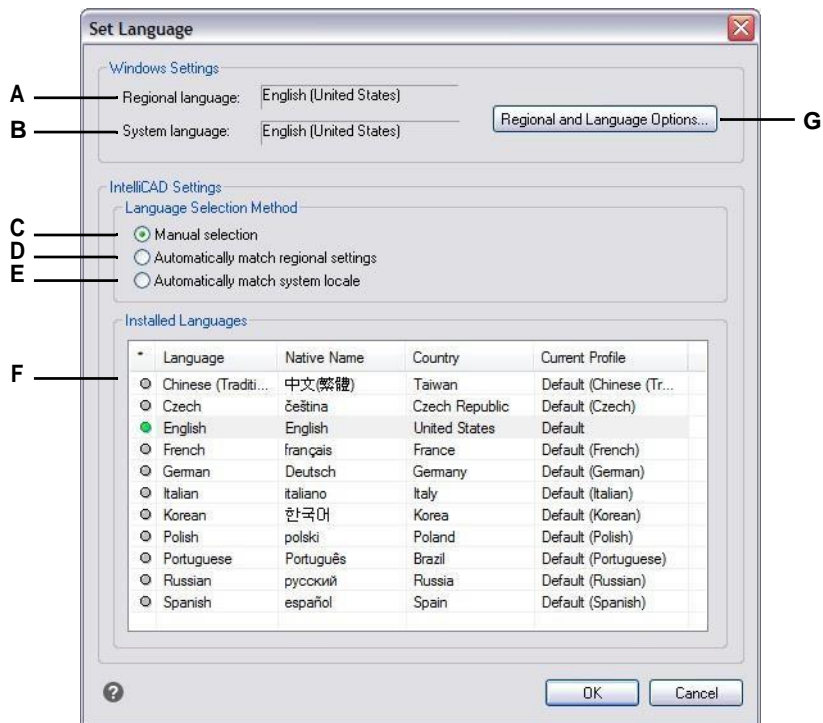 Set Language
Windows Settings
A Regional language: English (United States)
B System language: English (United States)
Regional and Language Options... G
IntelliCAD Settings
Language Selection Method
C Manual selection
D Automatically match regional settings
E Automatically match system locale
Installed Languages
F
* Language Native Name Country Current Profile
Chinese (Traditi... 中文(繁體) Taiwan Default (Chinese (Tr...
Czech čeština Czech Republic Default (Czech)
English English United States Default
French français France Default (French)
German Deutsch Germany Default (German)
Italian italiano Italy Default (Italian)
Korean 한국어 Korea Default (Korean)
Polish polski Poland Default (Polish)
Portuguese Português Brazil Default (Portuguese)
Russian русский Russia Default (Russian)
Spanish español Spain Default (Spanish)
? OK Cancel